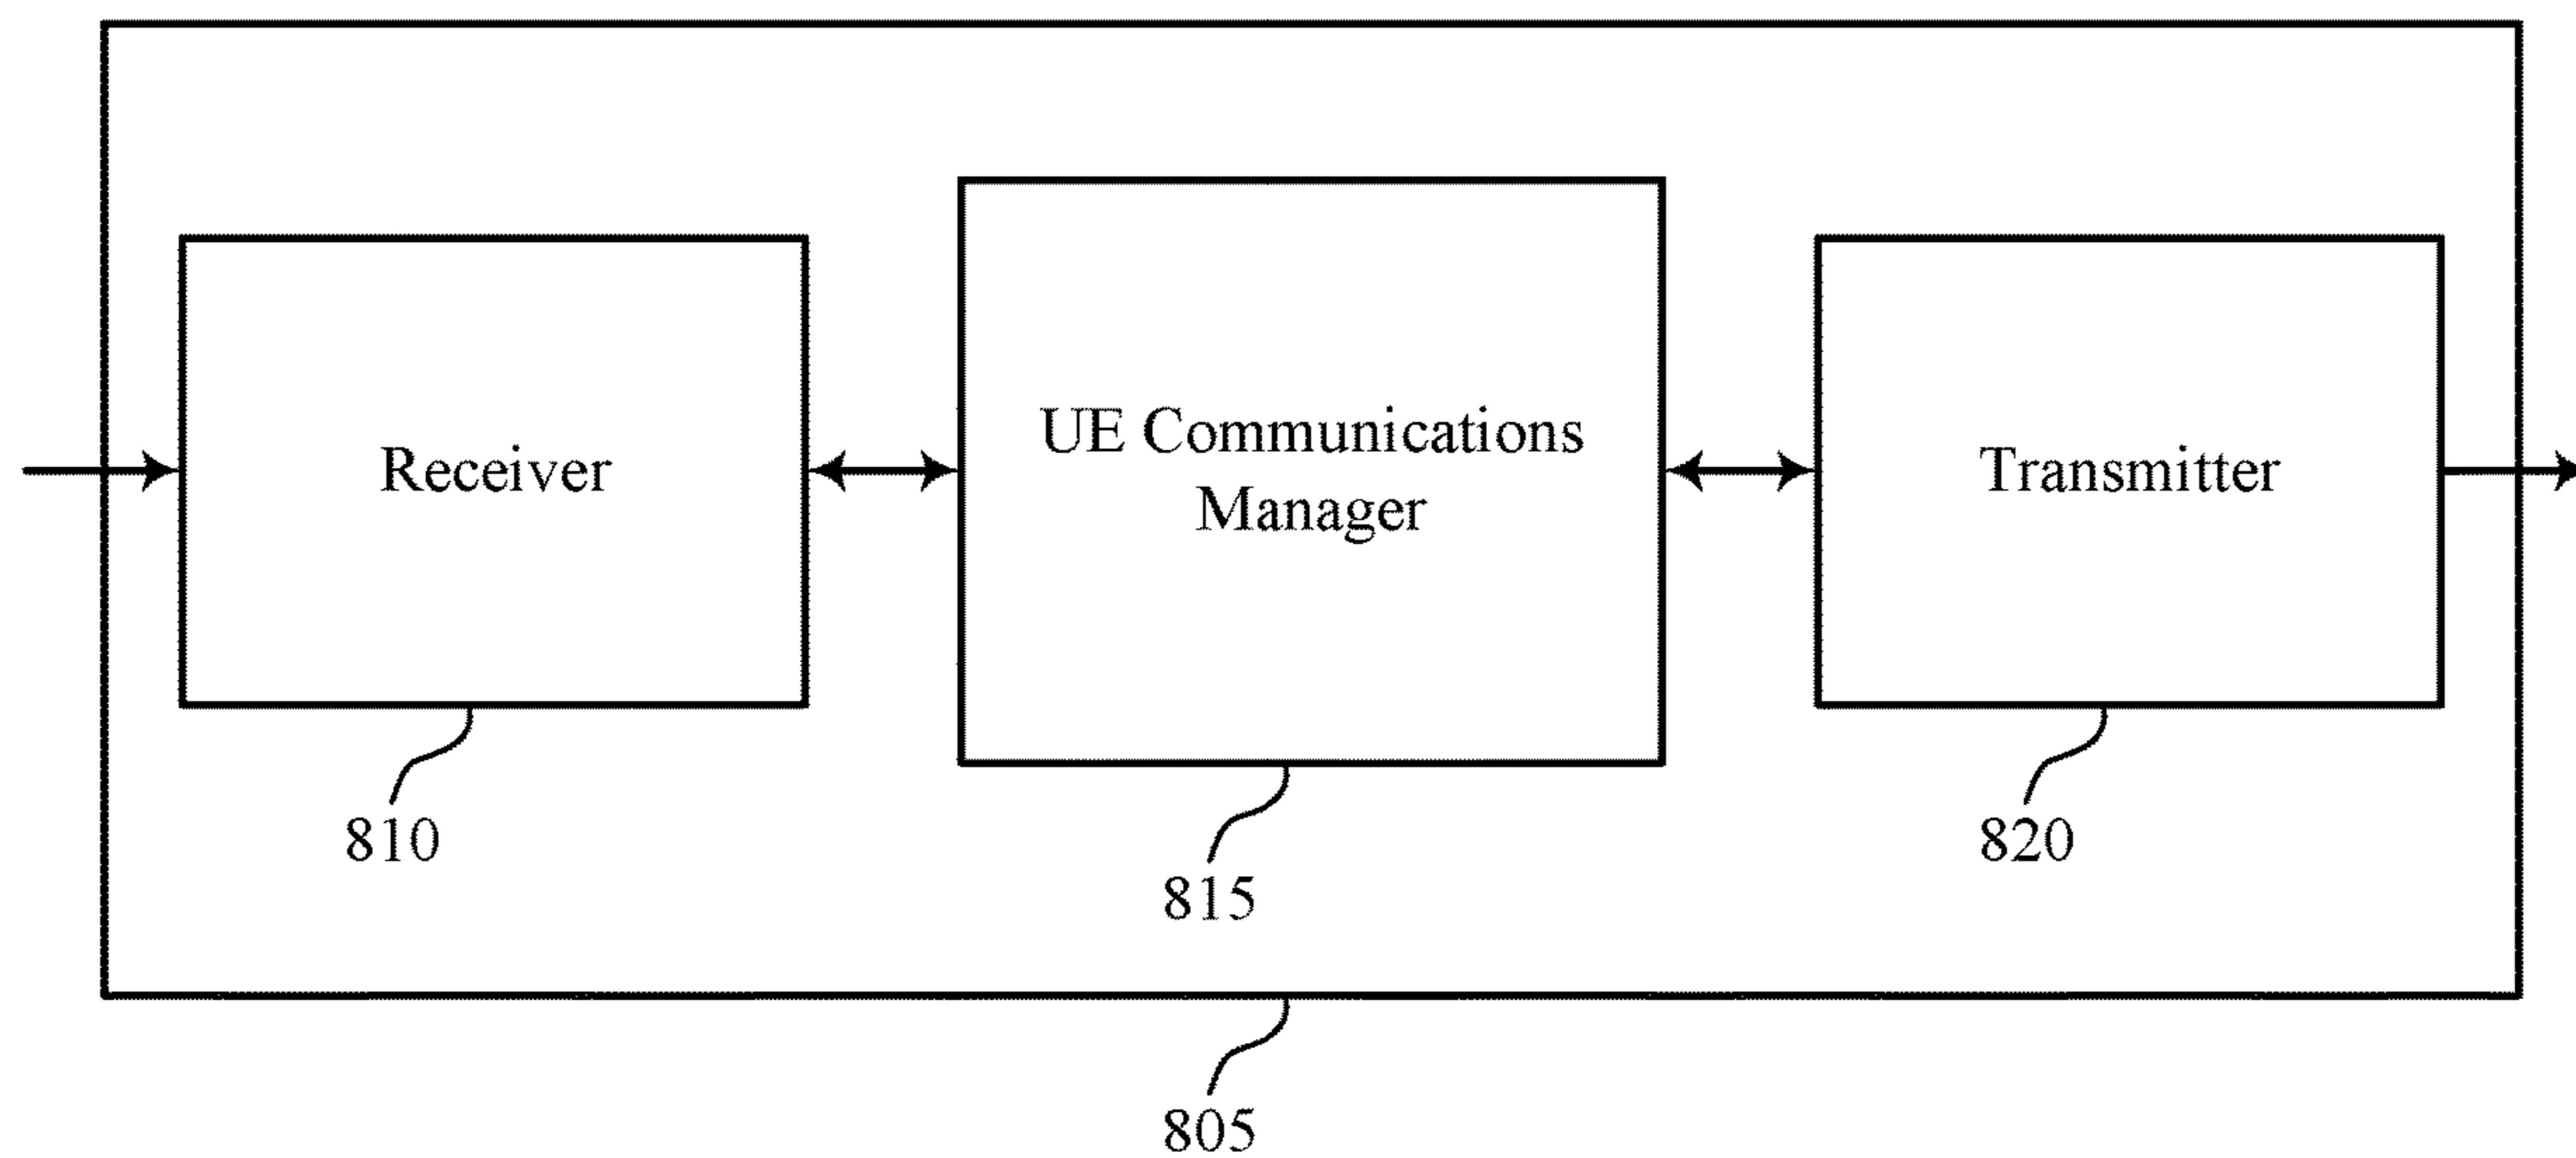 Receiver
UE Communications
Manager
Transmitter
810
815
820
805